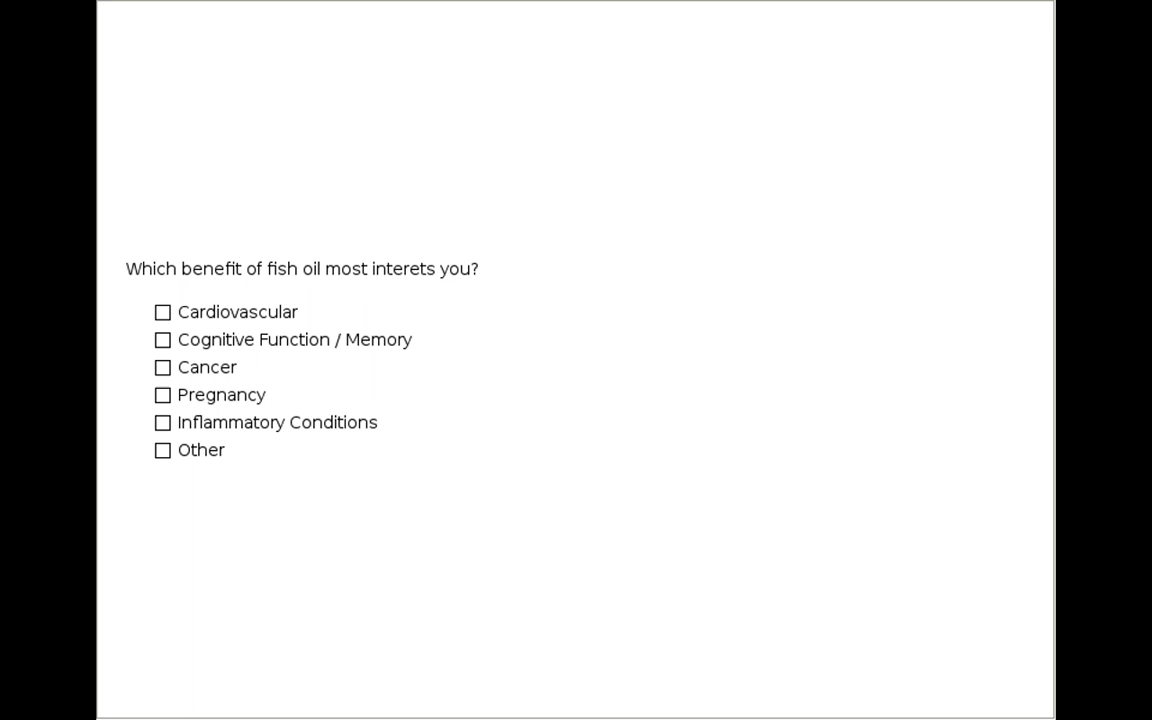 Which benefit of fish oil most interets you?
Cardiovascular
Cognitive Function / Memory
Cancer
Pregnancy
Inflammatory Conditions
Other